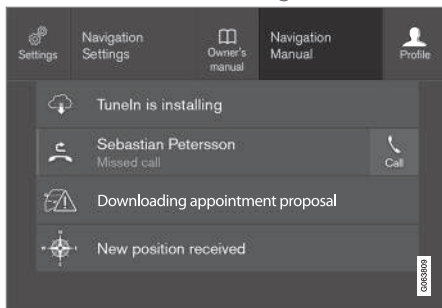 Settings
Navigation
Settings
Owner's
manual
Navigation
Manual
Profile
TuneIn is installing
Sebastian Petersson
Missed call
Call
Downloading appointment proposal
New position received
G063809